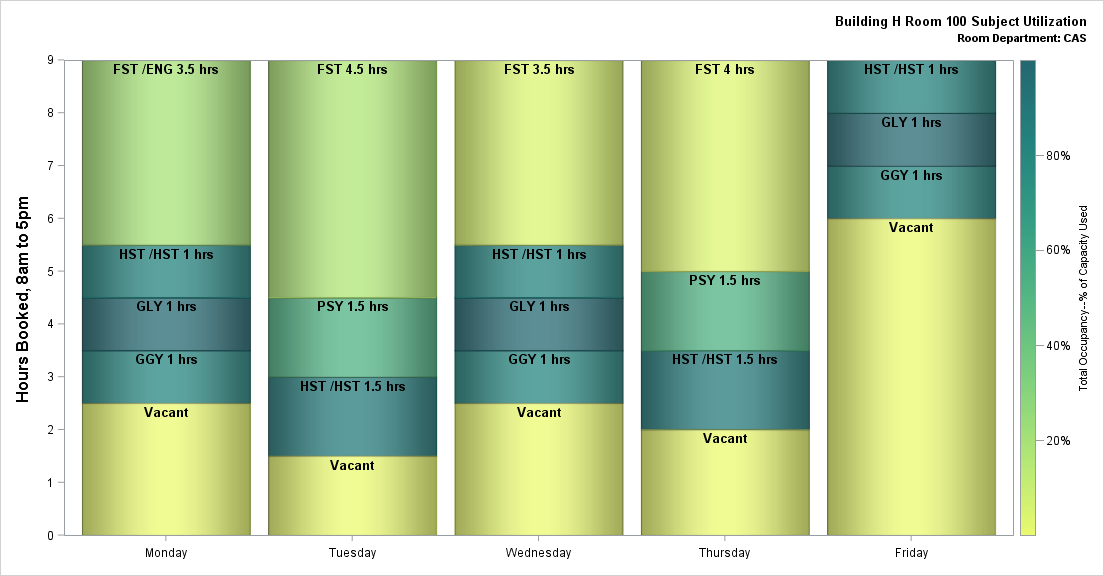 Building H Room 100 Subject Utilization
Room Department: CAS
Hours Booked, 8am to 5pm
9
8
7
6
5
4
3
2
1
0
FST /ENG 3.5 hrs
HST /HST 1 hrs
GLY 1 hrs
GGY 1 hrs
Vacant
FST 4.5 hrs
PSY 1.5 hrs
HST /HST 1.5 hrs
Vacant
FST 3.5 hrs
HST /HST 1 hrs
GLY 1 hrs
GGY 1 hrs
Vacant
FST 4 hrs
PSY 1.5 hrs
HST /HST 1.5 hrs
Vacant
HST /HST 1 hrs
GLY 1 hrs
GGY 1 hrs
Vacant
Monday
Tuesday
Wednesday
Thursday
Friday
80%
60%
40%
20%
Total Occupancy--% of Capacity Used